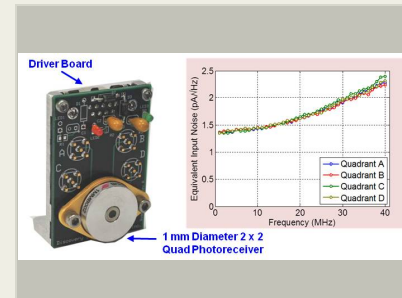 Driver Board
A
B
C
D
1 mm Diameter 2 x 2
Quad Photoreceiver
Equivalent Input Noise (pA/√Hz)
2.5
2
1.5
1
0.5
0
0
10
20
30
40
Frequency (MHz)
Quadrant A
Quadrant B
Quadrant C
Quadrant D